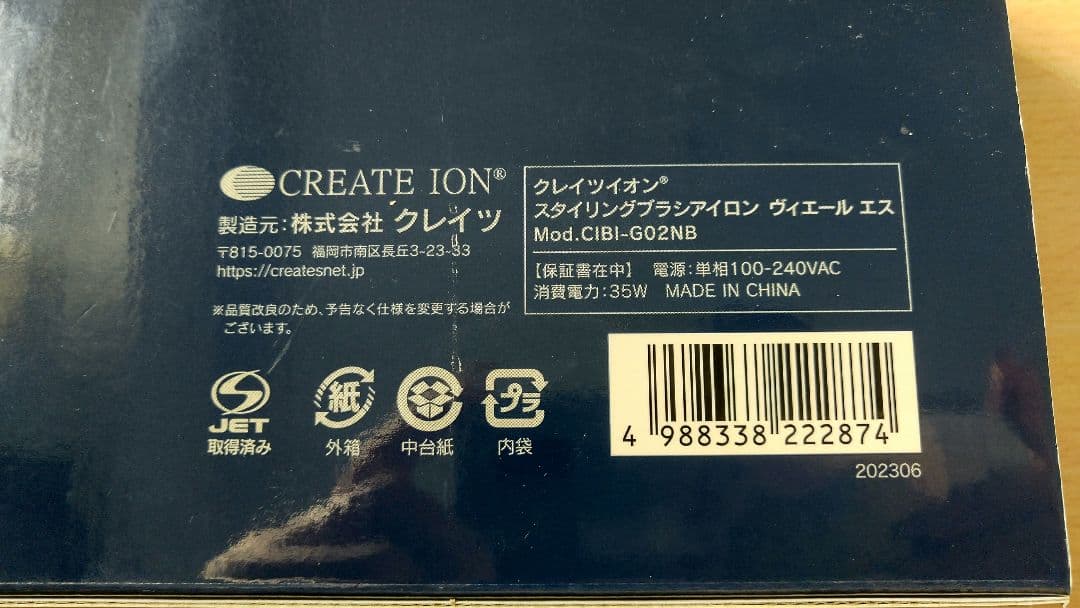 CREATE ION®
製造元:株式会社 クレイツ
〒815-0075 福岡市南区長丘3-23-33
https://createsnet.jp
※品質改良のため、予告なく仕様を変更する場合が
ございます。
クレイツイオン®
スタイリングブラシアイロン ヴィエール エス
Mod.CIBI-G02NB
【保証書在中】 電源:単相100-240VAC
消費電力:35W MADE IN CHINA
JET
取得済み
紙
外箱
中台紙
プラ
内袋
4 988338 222874
202306